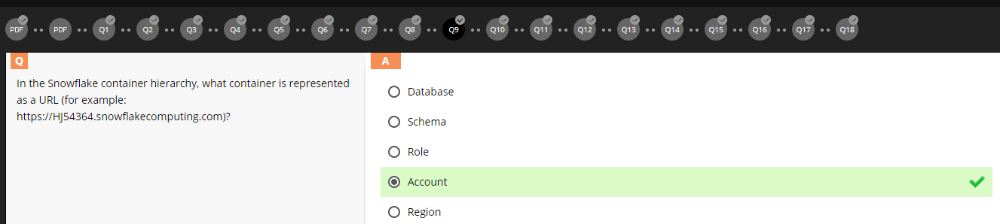 PDF PDF Q1 Q2 Q3 Q4 Q5 Q6 Q7 Q8 Q9 Q10 Q11 Q12 Q13 Q14 Q15 Q16 Q17 Q18
Q
In the Snowflake container hierarchy, what container is represented
as a URL (for example:
https://HJ54364.snowflakecomputing.com)?
A
Database
Schema
Role
Account
Region